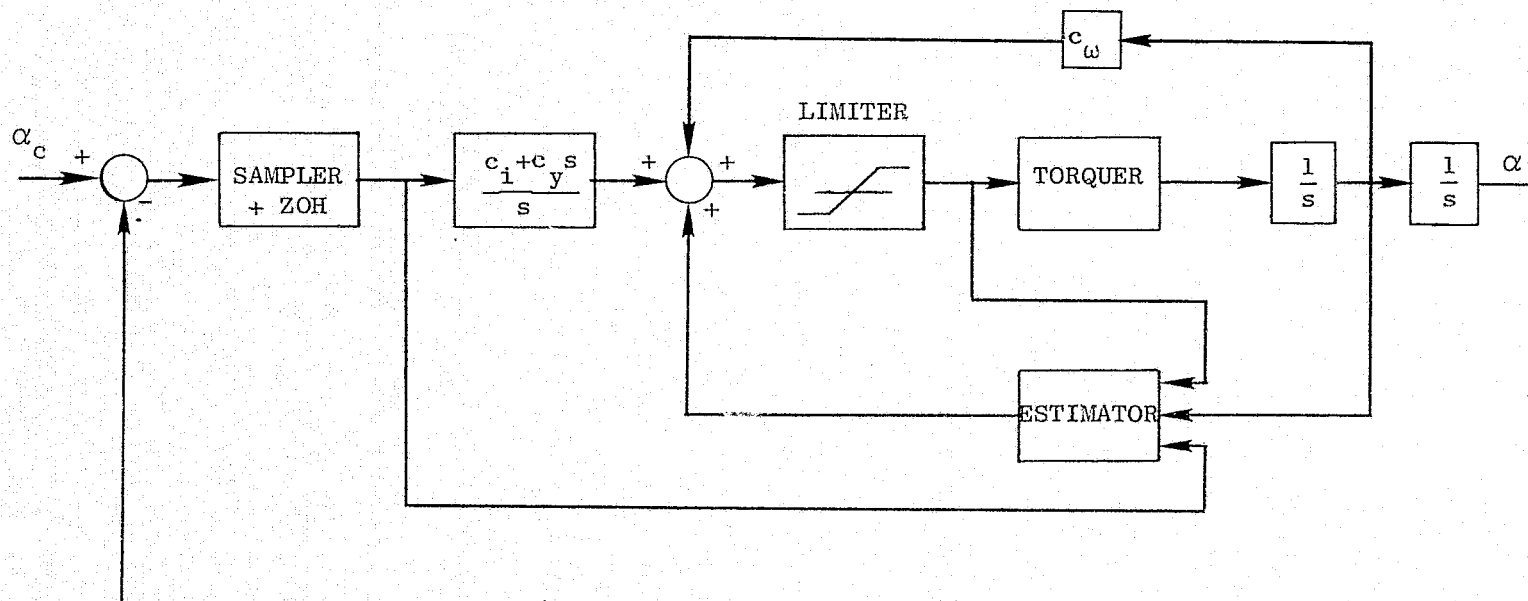 c_ω
LIMITER
α_c
+
-
SAMPLER
+ ZOH
c_i+c_y s
s
+
+
+
TORQUER
1
s
1
s
α
ESTIMATOR